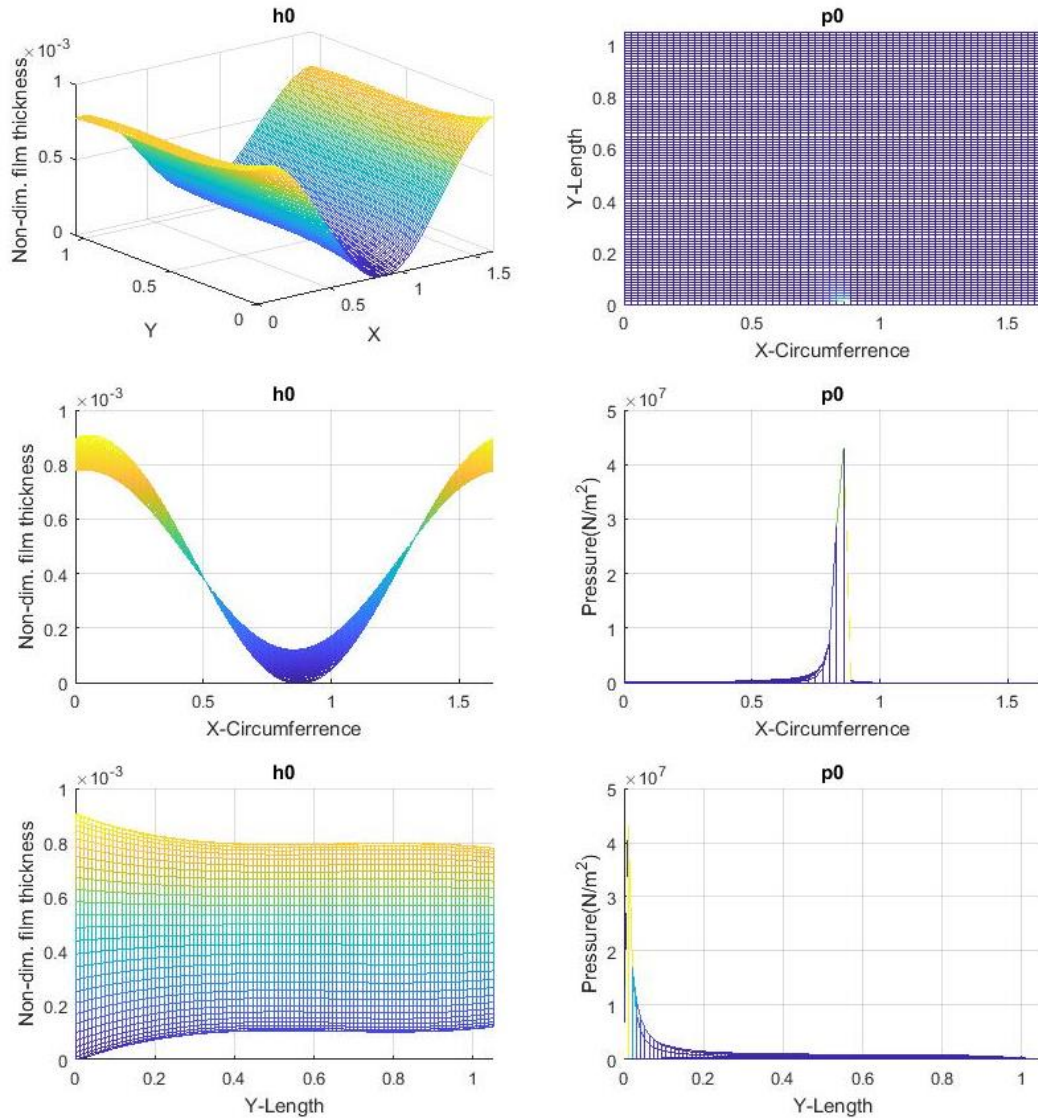 h0
×10⁻³
Non-dim. film thickness
1
0.5
0
1
0.5
0
Y
0
0.5
1
1.5
X
p0
Y-Length
1
0.8
0.6
0.4
0.2
0
0 0.5 1 1.5
X-Circumferrence
h0
×10⁻³
Non-dim. film thickness
1
0.8
0.6
0.4
0.2
0
0 0.5 1 1.5
X-Circumferrence
p0
×10⁷
Pressure(N/m²)
5
4
3
2
1
0
0 0.5 1 1.5
X-Circumferrence
h0
×10⁻³
Non-dim. film thickness
1
0.8
0.6
0.4
0.2
0
0 0.2 0.4 0.6 0.8 1
Y-Length
p0
×10⁷
Pressure(N/m²)
5
4
3
2
1
0
0 0.2 0.4 0.6 0.8 1
Y-Length